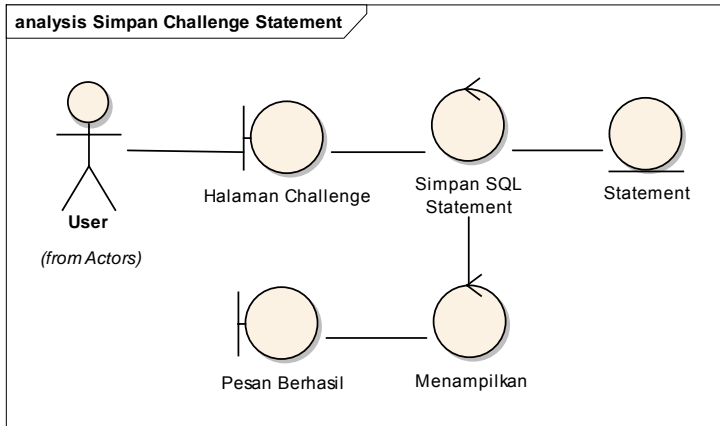 analysis Simpan Challenge Statement
User
(from Actors)
Halaman Challenge
Simpan SQL
Statement
Statement
Pesan Berhasil
Menampilkan